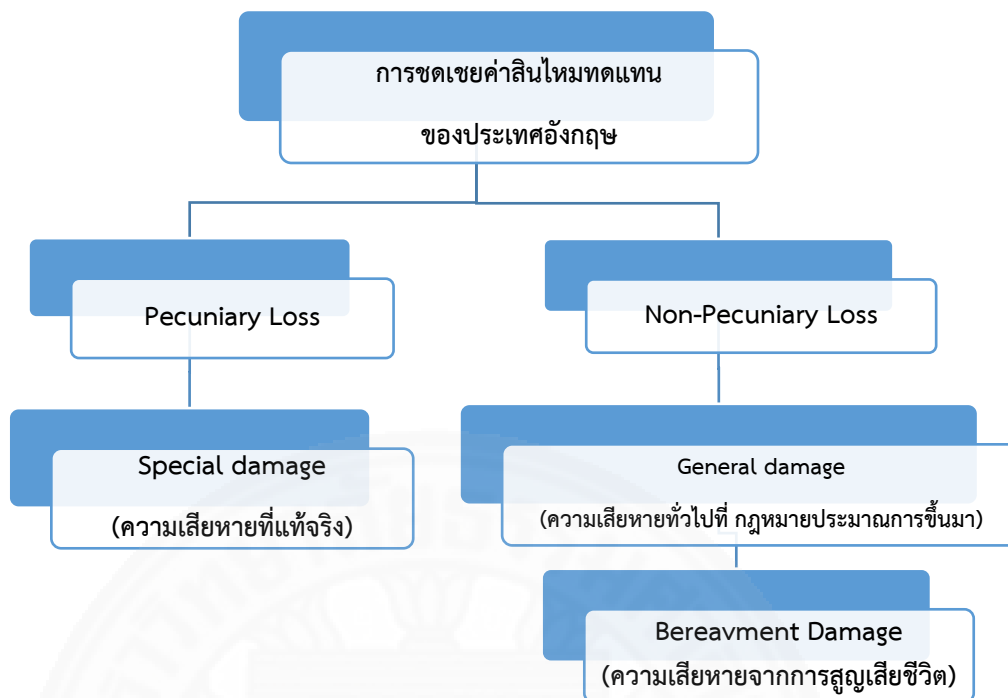 การชดเชยค่าสินไหมทดแทน
ของประเทศอังกฤษ
Pecuniary Loss
Non-Pecuniary Loss
Special damage
(ความเสียหายที่แท้จริง)
General damage
(ความเสียหายทั่วไปที่ กฎหมายประมาณการขึ้นมา)
Bereavment Damage
(ความเสียหายจากการสูญเสียชีวิต)